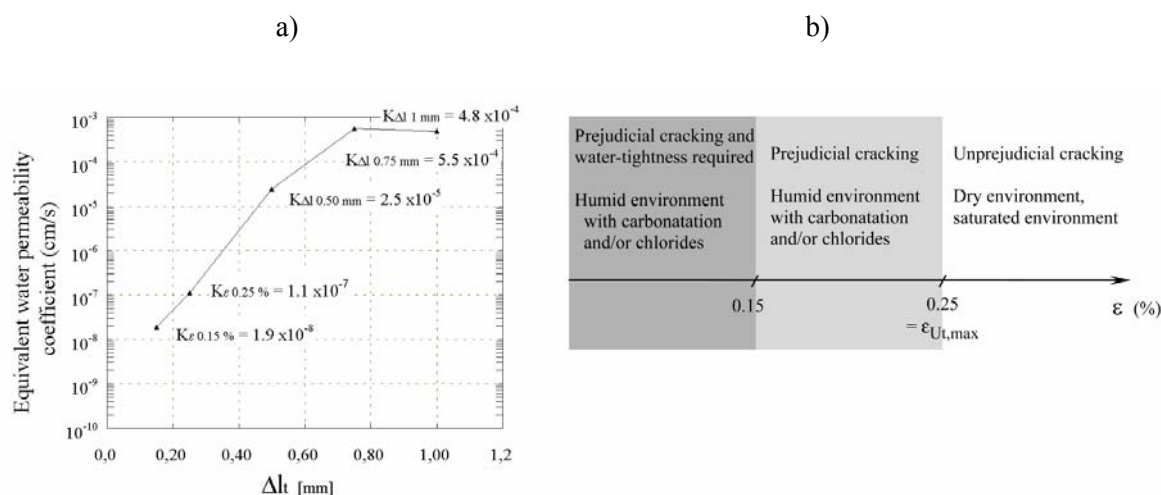 a)
b)
Equivalent water permeability
coefficient (cm/s)
10-3
10-4
10-5
10-6
10-7
10-8
10-9
10-10
KΔl 1 mm = 4.8 x10-4
KΔl 0.75 mm = 5.5 x10-4
KΔl 0.50 mm = 2.5 x10-5
Kε 0.25 % = 1.1 x10-7
Kε 0.15 % = 1.9 x10-8
0,0 0,20 0,40 0,60 0,80 1,00 1,2
Δlt [mm]
Prejudicial cracking and
water-tightness required
Humid environment
with carbonatation
and/or chlorides
Prejudicial cracking
Humid environment
with carbonatation
and/or chlorides
Unprejudicial cracking
Dry environment,
saturated environment
0.15
0.25
= εUt,max
ε (%)